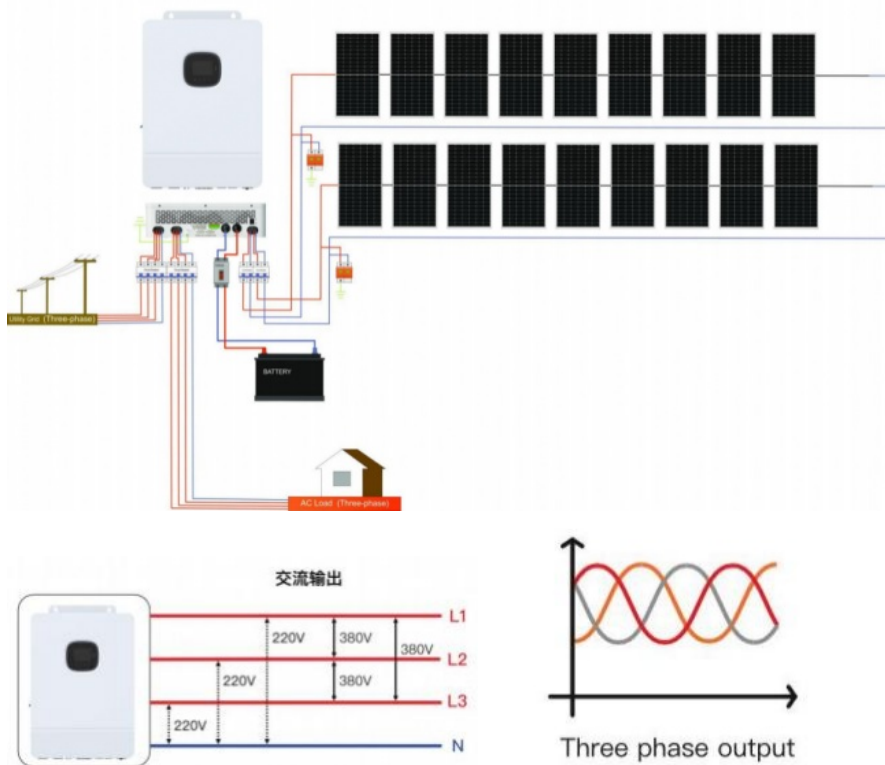 Utility Grid (Three-phase)
BATTERY
AC Load (Three-phase)
交流输出
L1
220V
380V
380V
L2
220V
380V
L3
220V
N
Three phase output